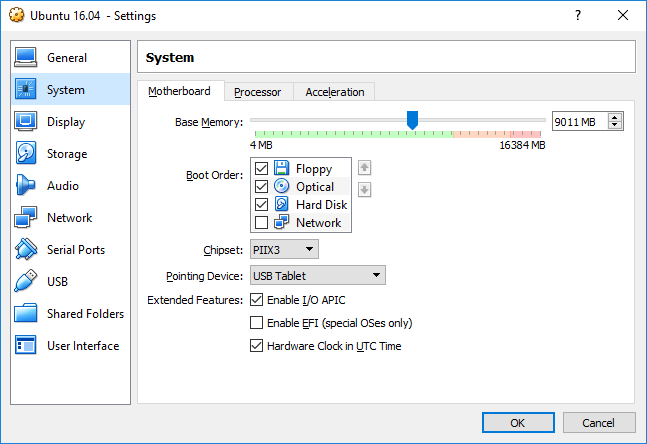 Ubuntu 16.04 - Settings
?
General
System
Display
Storage
Audio
Network
Serial Ports
USB
Shared Folders
User Interface
System
Motherboard Processor Acceleration
Base Memory: 9011 MB
4 MB 16384 MB
Boot Order: Floppy
Optical
Hard Disk
Network
Chipset: PIIX3
Pointing Device: USB Tablet
Extended Features: Enable I/O APIC
Enable EFI (special OSes only)
Hardware Clock in UTC Time
OK Cancel